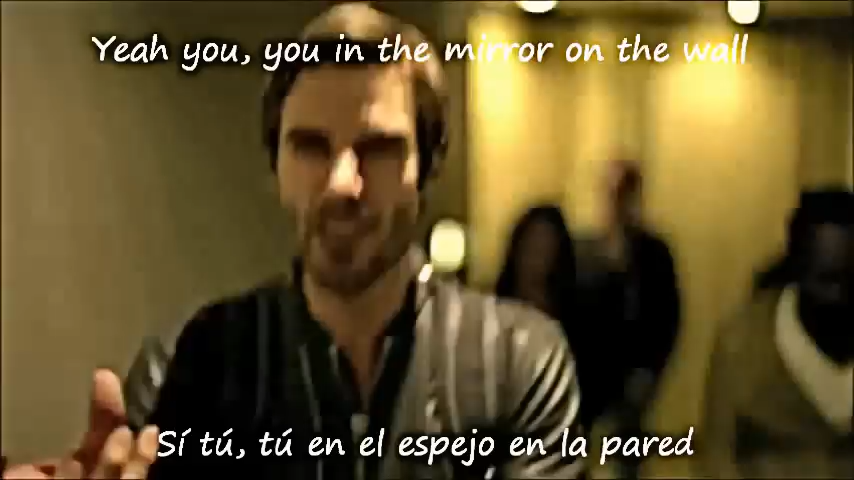 Yeah you, you in the mirror on the wall
Sí tú, tú en el espejo en la pared